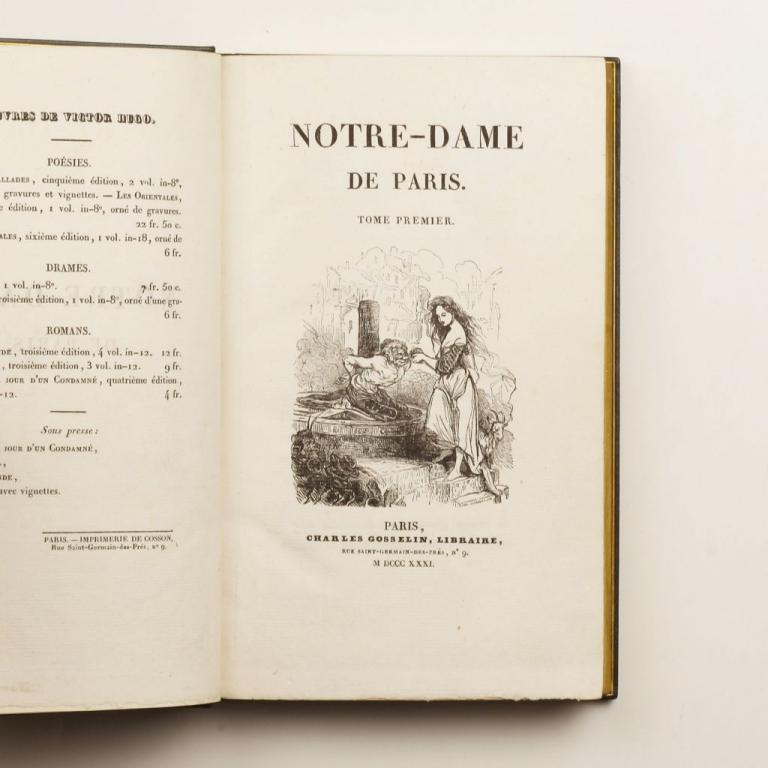 VRES DE VICTOR HUGO.
POÉSIES.
LLADES, cinquième édition, 2 vol. in-8°,
gravures et vignettes. — LES ORIENTALES,
e édition, 1 vol. in-8°, orné de gravures.
22 fr. 50 c.
ALES, sixième édition, 1 vol. in-18, orné de
6 fr.
DRAMES.
1 vol. in-8°. 7 fr. 50 c.
roisième édition, 1 vol. in-8°, orné d'une gra-
6 fr.
ROMANS.
DE, troisième édition, 4 vol. in-12. 12 fr.
, troisième édition, 3 vol. in-12. 9 fr.
JOUR D'UN CONDAMNÉ, quatrième édition,
-12. 4 fr.
Sous presse:
JOUR D'UN CONDAMNÉ,
NDE,
avec vignettes.
PARIS. — IMPRIMERIE DE COSSON,
Rue Saint-Germain-des-Prés, n° 9.
NOTRE-DAME
DE PARIS.
TOME PREMIER.
PARIS,
CHARLES GOSSELIN, LIBRAIRE,
RUE SAINT-GERMAIN-DES-PRÉS, N° 9.
M DCCC XXXI.